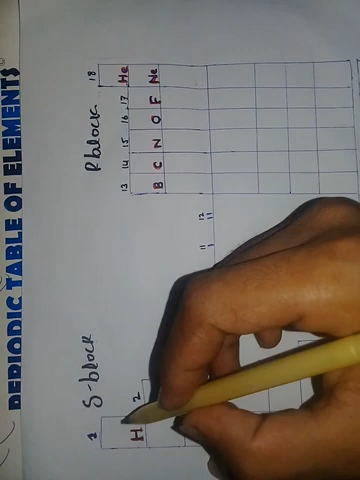 PERIODIC TABLE OF ELEMENTS
S-block
P block
1
18
2
13 14 15 16 17
H
He
B C N O F Ne
11 12